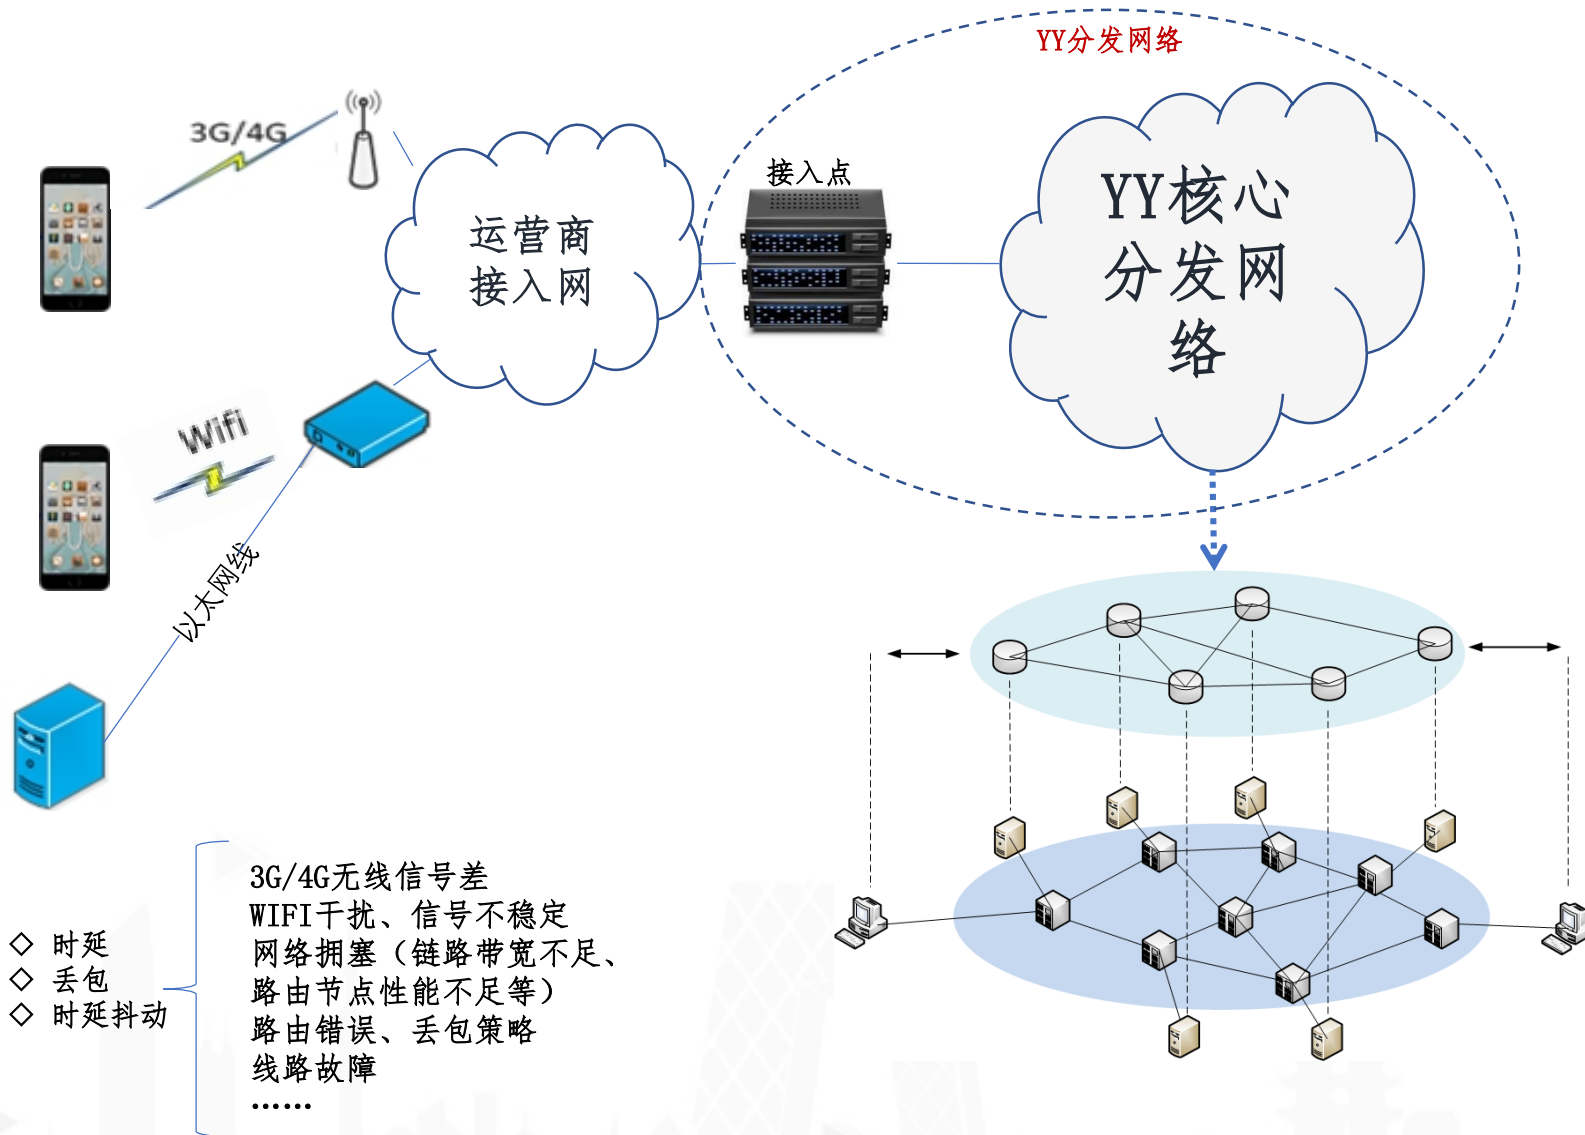 YY分发网络
3G/4G
接入点
运营商
接入网
YY核心
分发网
络
Wifi
以太网线
3G/4G无线信号差
WIFI干扰、信号不稳定
网络拥塞（链路带宽不足、
路由节点性能不足等）
路由错误、丢包策略
线路故障
……
◇ 时延
◇ 丢包
◇ 时延抖动